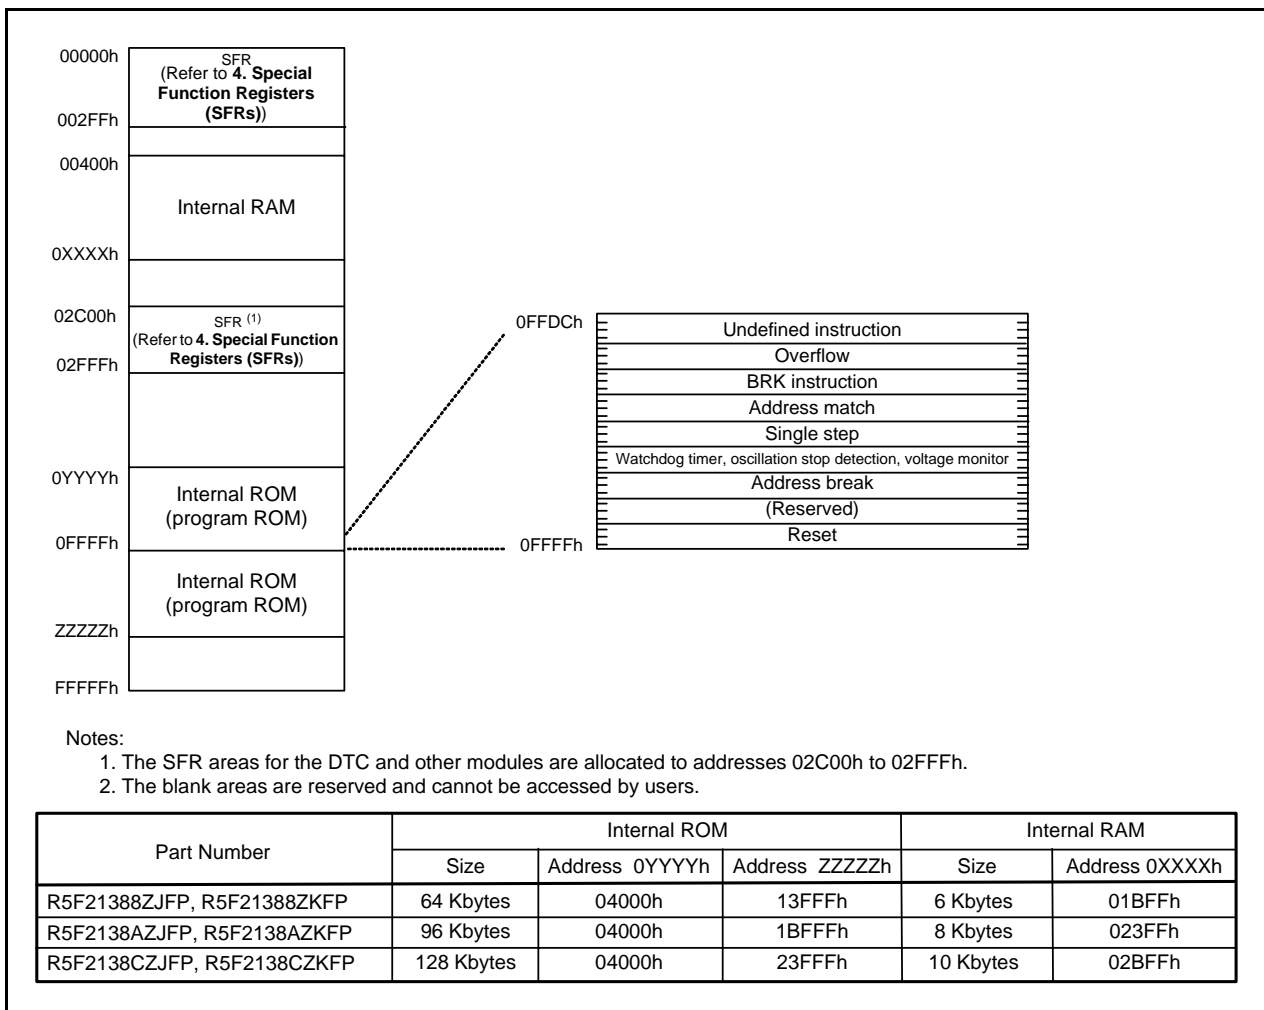 00000h
SFR
(Refer to 4. Special
Function Registers
(SFRs))
002FFh
00400h
Internal RAM
0XXXXh
02C00h
SFR (1)
(Refer to 4. Special Function
Registers (SFRs))
02FFFh
0YYYYh
Internal ROM
(program ROM)
0FFFFh
Internal ROM
(program ROM)
ZZZZZh
FFFFFh
0FFDCh
Undefined instruction
Overflow
BRK instruction
Address match
Single step
Watchdog timer, oscillation stop detection, voltage monitor
Address break
(Reserved)
Reset
0FFFFh
Notes:
1. The SFR areas for the DTC and other modules are allocated to addresses 02C00h to 02FFFh.
2. The blank areas are reserved and cannot be accessed by users.
Part Number Internal ROM Internal RAM
Size Address 0YYYYh Address ZZZZZh Size Address 0XXXXh
R5F21388ZJFP, R5F21388ZKFP 64 Kbytes 04000h 13FFFh 6 Kbytes 01BFFh
R5F2138AZJFP, R5F2138AZKFP 96 Kbytes 04000h 1BFFFh 8 Kbytes 023FFh
R5F2138CZJFP, R5F2138CZKFP 128 Kbytes 04000h 23FFFh 10 Kbytes 02BFFh